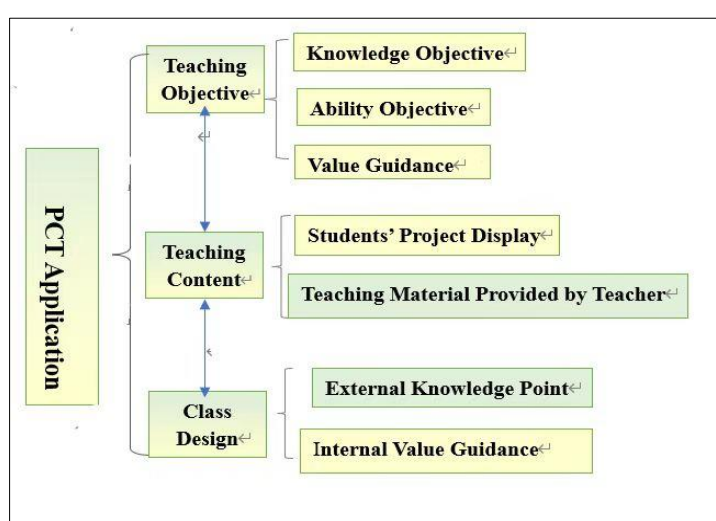 PCT Application
Teaching
Objective
Knowledge Objective
Ability Objective
Value Guidance
Teaching
Content
Students’ Project Display
Teaching Material Provided by Teacher
Class
Design
External Knowledge Point
Internal Value Guidance